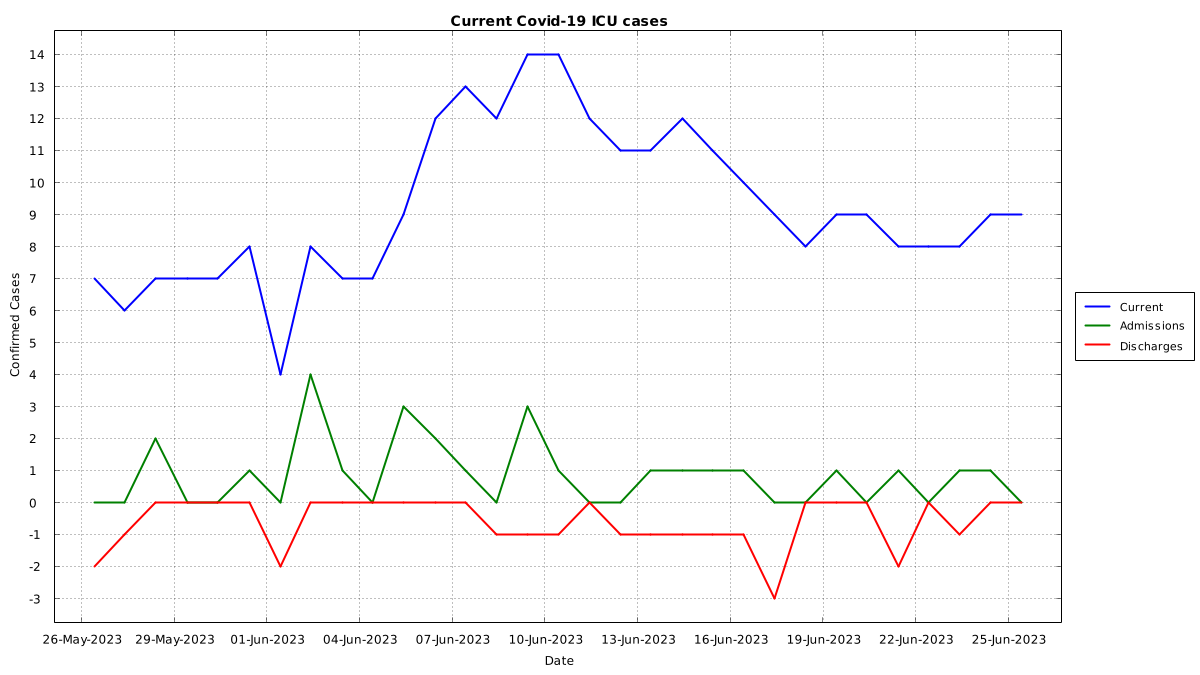 Current Covid-19 ICU cases
14
13
12
11
10
9
8
7
6
5
4
3
2
1
0
-1
-2
-3
Confirmed Cases
26-May-2023 29-May-2023 01-Jun-2023 04-Jun-2023 07-Jun-2023 10-Jun-2023 13-Jun-2023 16-Jun-2023 19-Jun-2023 22-Jun-2023 25-Jun-2023
Date
Current
Admissions
Discharges